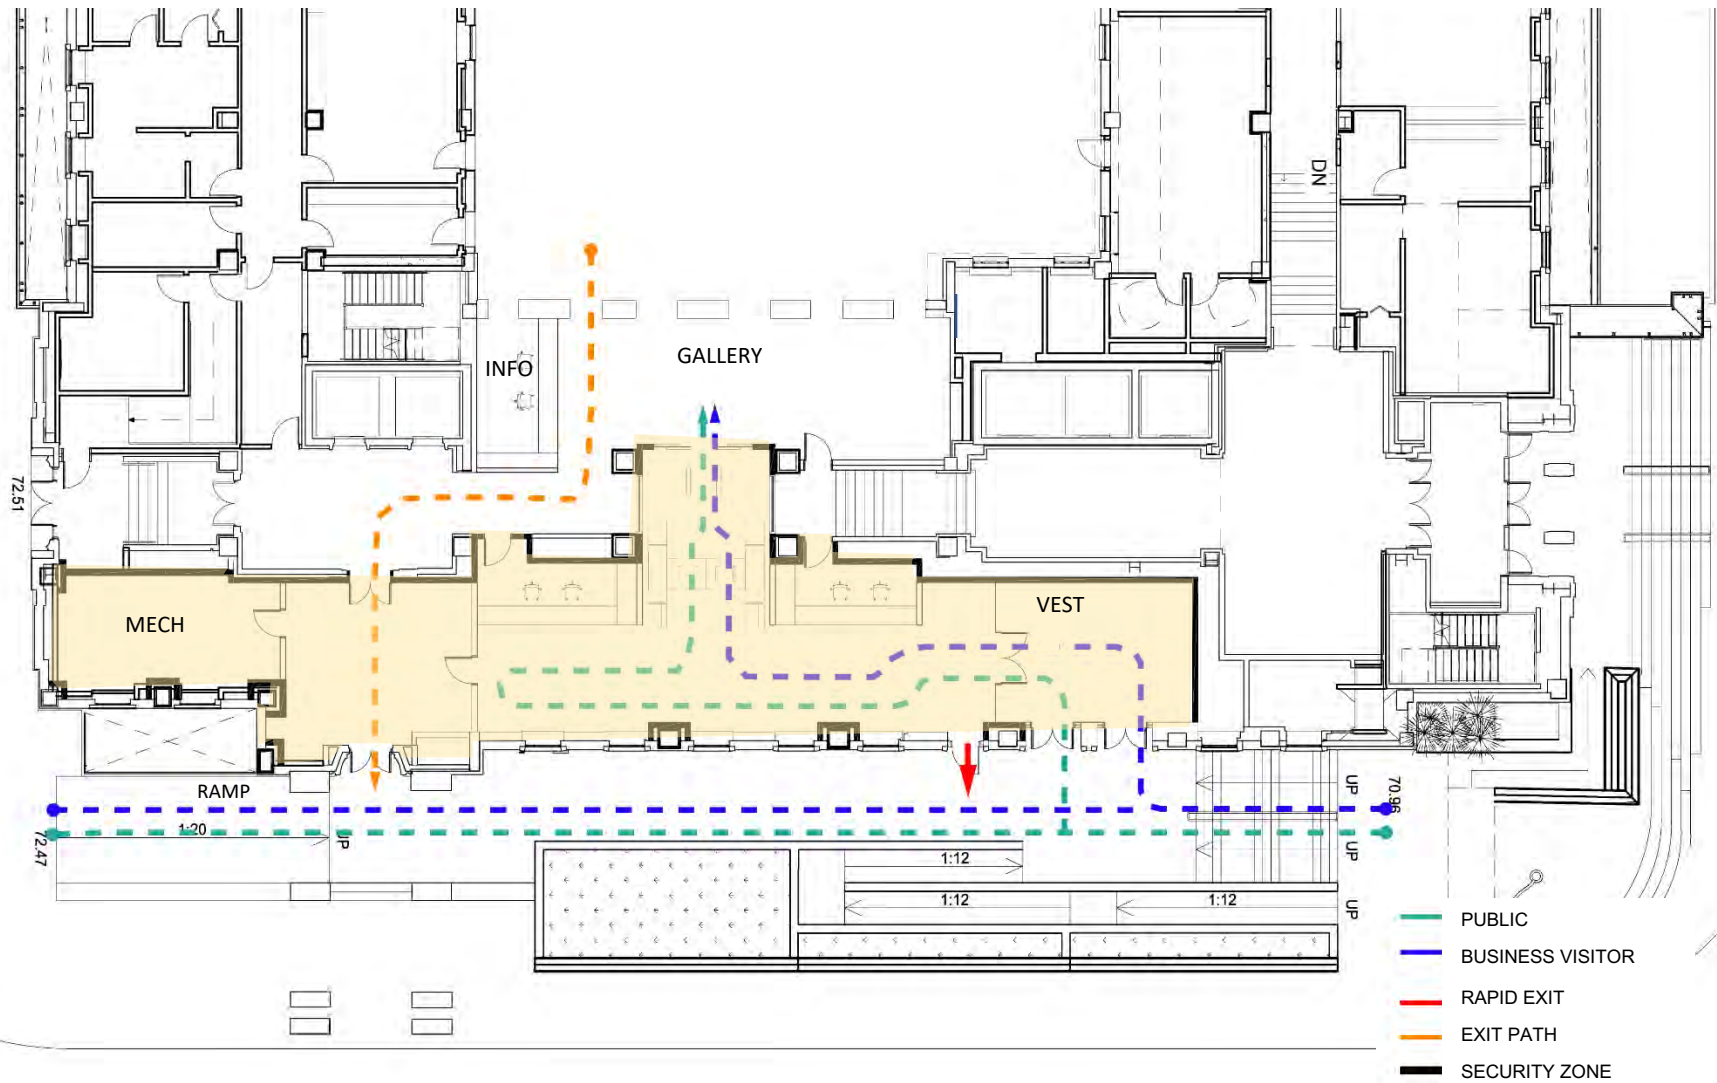 DN
INFO
GALLERY
72.51
MECH
VEST
RAMP
UP
70.96
1:20
UP
72.47
UP
1:12
1:12
1:12
UP
PUBLIC
BUSINESS VISITOR
RAPID EXIT
EXIT PATH
SECURITY ZONE